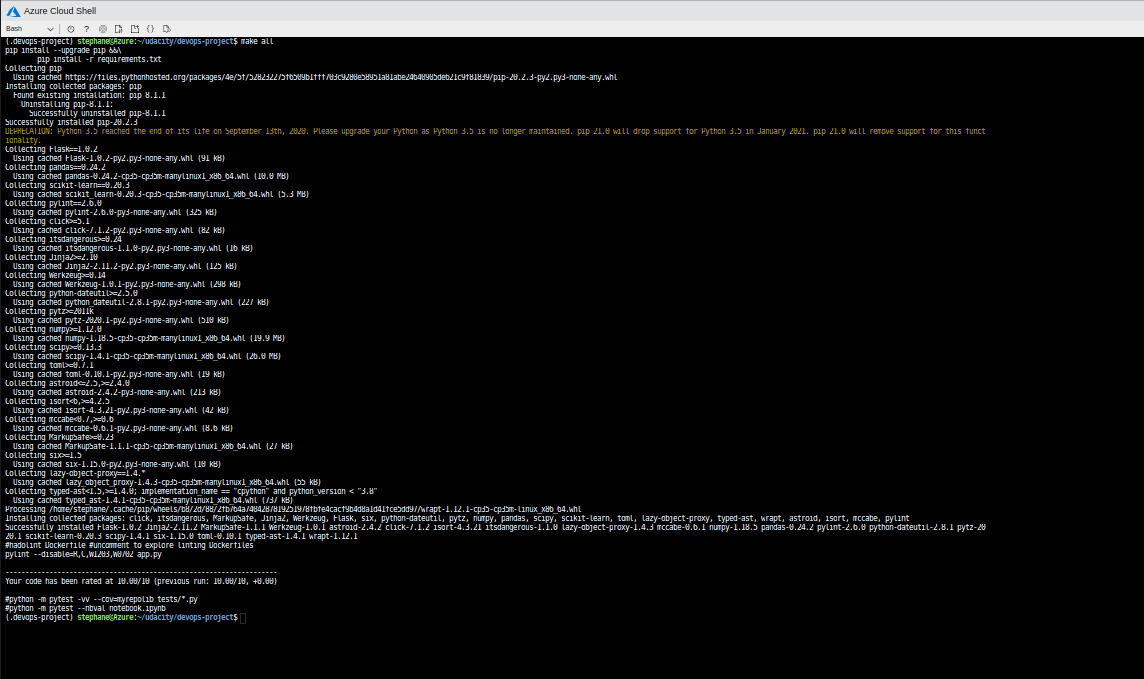 Azure Cloud Shell
Bash ? { }
(.devops-project) stephane@Azure:~/udacity/devops-project$ make all
pip install --upgrade pip &&\
pip install -r requirements.txt
Collecting pip
Using cached https://files.pythonhosted.org/packages/4e/5f/528232275f6509b1fff703c9280e58951a81abe24640905de621c9f81839/pip-20.2.3-py2.py3-none-any.whl
Installing collected packages: pip
Found existing installation: pip 8.1.1
Uninstalling pip-8.1.1:
Successfully uninstalled pip-8.1.1
Successfully installed pip-20.2.3
DEPRECATION: Python 3.5 reached the end of its life on September 13th, 2020. Please upgrade your Python as Python 3.5 is no longer maintained. pip 21.0 will drop support for Python 3.5 in January 2021. pip 21.0 will remove support for this funct
ionality.
Collecting Flask==1.0.2
Using cached Flask-1.0.2-py2.py3-none-any.whl (91 kB)
Collecting pandas==0.24.2
Using cached pandas-0.24.2-cp35-cp35m-manylinux1_x86_64.whl (10.0 MB)
Collecting scikit-learn==0.20.3
Using cached scikit_learn-0.20.3-cp35-cp35m-manylinux1_x86_64.whl (5.3 MB)
Collecting pylint==2.6.0
Using cached pylint-2.6.0-py3-none-any.whl (325 kB)
Collecting click>=5.1
Using cached click-7.1.2-py2.py3-none-any.whl (82 kB)
Collecting itsdangerous>=0.24
Using cached itsdangerous-1.1.0-py2.py3-none-any.whl (16 kB)
Collecting Jinja2>=2.10
Using cached Jinja2-2.11.2-py2.py3-none-any.whl (125 kB)
Collecting Werkzeug>=0.14
Using cached Werkzeug-1.0.1-py2.py3-none-any.whl (298 kB)
Collecting python-dateutil>=2.5.0
Using cached python_dateutil-2.8.1-py2.py3-none-any.whl (227 kB)
Collecting pytz>=2011k
Using cached pytz-2020.1-py2.py3-none-any.whl (510 kB)
Collecting numpy>=1.12.0
Using cached numpy-1.18.5-cp35-cp35m-manylinux1_x86_64.whl (19.9 MB)
Collecting scipy>=0.13.3
Using cached scipy-1.4.1-cp35-cp35m-manylinux1_x86_64.whl (26.0 MB)
Collecting toml>=0.7.1
Using cached toml-0.10.1-py2.py3-none-any.whl (19 kB)
Collecting astroid<=2.5,>=2.4.0
Using cached astroid-2.4.2-py3-none-any.whl (213 kB)
Collecting isort<6,>=4.2.5
Using cached isort-4.3.21-py2.py3-none-any.whl (42 kB)
Collecting mccabe<0.7,>=0.6
Using cached mccabe-0.6.1-py2.py3-none-any.whl (8.6 kB)
Collecting MarkupSafe>=0.23
Using cached MarkupSafe-1.1.1-cp35-cp35m-manylinux1_x86_64.whl (27 kB)
Collecting six>=1.5
Using cached six-1.15.0-py2.py3-none-any.whl (10 kB)
Collecting lazy-object-proxy==1.4.*
Using cached lazy_object_proxy-1.4.3-cp35-cp35m-manylinux1_x86_64.whl (55 kB)
Collecting typed-ast<1.5,>=1.4.0; implementation_name == "cpython" and python_version < "3.8"
Using cached typed_ast-1.4.1-cp35-cp35m-manylinux1_x86_64.whl (737 kB)
Processing /home/stephane/.cache/pip/wheels/b8/2d/88/2fb764a740428781925197​8fbfe4cacf9b4d8a1d41fce5dd97/wrapt-1.12.1-cp35-cp35m-linux_x86_64.whl
Installing collected packages: click, itsdangerous, MarkupSafe, Jinja2, Werkzeug, Flask, six, python-dateutil, pytz, numpy, pandas, scipy, scikit-learn, toml, lazy-object-proxy, typed-ast, wrapt, astroid, isort, mccabe, pylint
Successfully installed Flask-1.0.2 Jinja2-2.11.2 MarkupSafe-1.1.1 Werkzeug-1.0.1 astroid-2.4.2 click-7.1.2 isort-4.3.21 itsdangerous-1.1.0 lazy-object-proxy-1.4.3 mccabe-0.6.1 numpy-1.18.5 pandas-0.24.2 pylint-2.6.0 python-dateutil-2.8.1 pytz-20
20.1 scikit-learn-0.20.3 scipy-1.4.1 six-1.15.0 toml-0.10.1 typed-ast-1.4.1 wrapt-1.12.1
#hadolint Dockerfile #uncomment to explore linting Dockerfiles
pylint --disable=R,C,W1203,W0702 app.py
--------------------------------------------------------------------
Your code has been rated at 10.00/10 (previous run: 10.00/10, +0.00)
#python -m pytest -vv --cov=myrepolib tests/*.py
#python -m pytest --nbval notebook.ipynb
(.devops-project) stephane@Azure:~/udacity/devops-project$